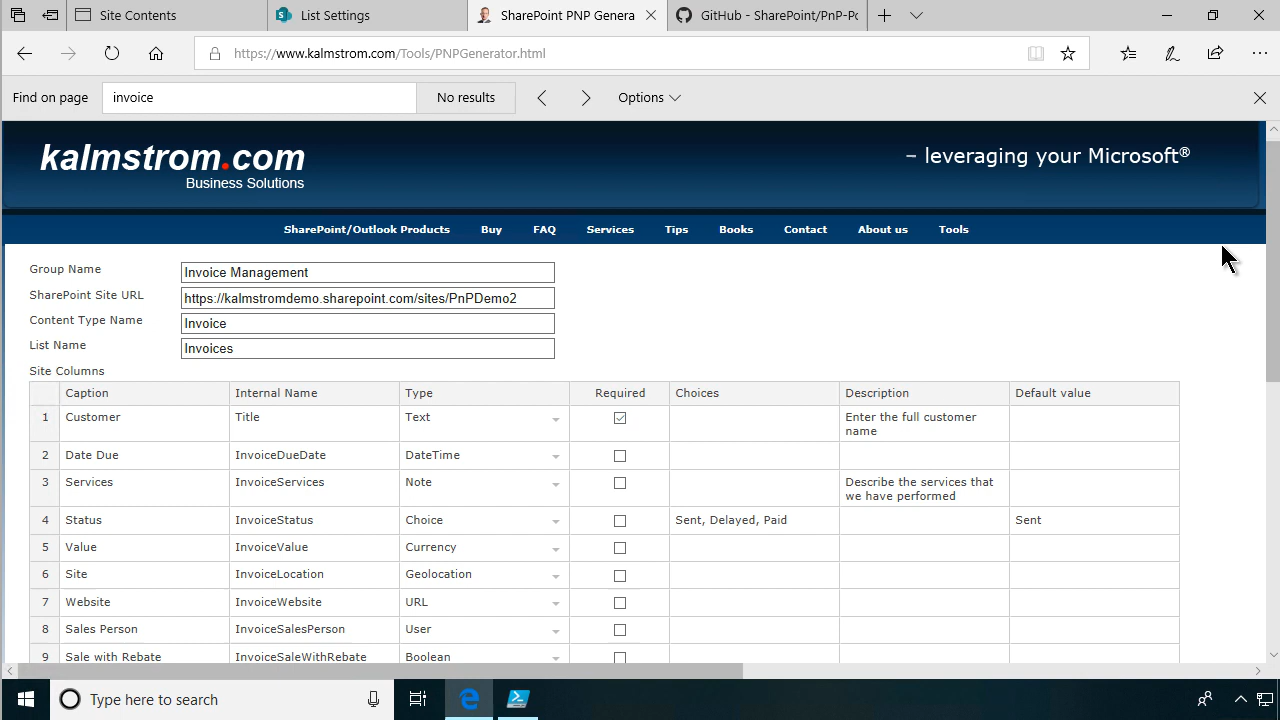 Site Contents
List Settings
SharePoint PNP Genera
GitHub - SharePoint/PnP-Po
https://www.kalmstrom.com/Tools/PNPGenerator.html
Find on page
invoice
No results
Options
kalmstrom.com
Business Solutions
– leveraging your Microsoft®
SharePoint/Outlook Products Buy FAQ Services Tips Books Contact About us Tools
Group Name Invoice Management
SharePoint Site URL https://kalmstromdemo.sharepoint.com/sites/PnPDemo2
Content Type Name Invoice
List Name Invoices
Site Columns
Caption Internal Name Type Required Choices Description Default value
1 Customer Title Text Enter the full customer
name
2 Date Due InvoiceDueDate DateTime
3 Services InvoiceServices Note Describe the services that
we have performed
4 Status InvoiceStatus Choice Sent, Delayed, Paid Sent
5 Value InvoiceValue Currency
6 Site InvoiceLocation Geolocation
7 Website InvoiceWebsite URL
8 Sales Person InvoiceSalesPerson User
9 Sale with Rebate InvoiceSaleWithRebate Boolean
Type here to search